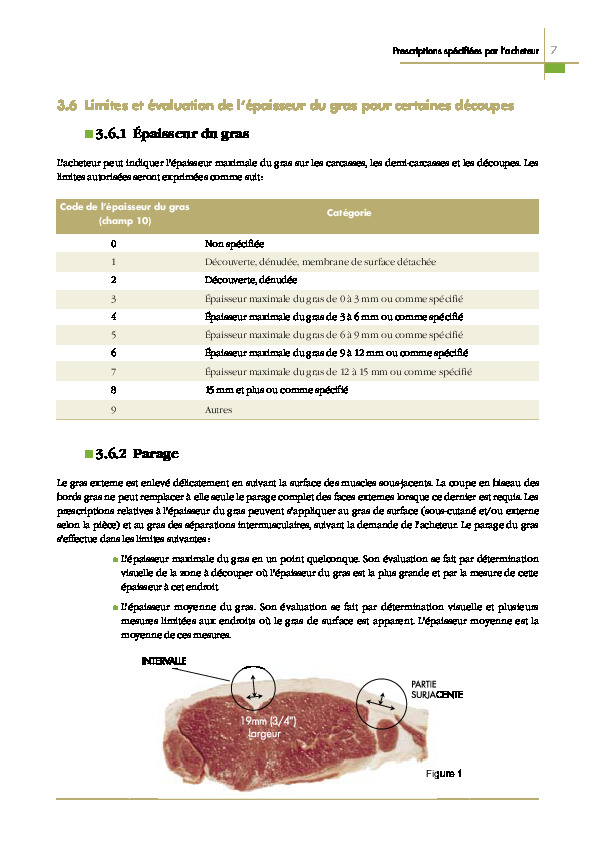 Prescriptions spécifiées par l'acheteur 7
3.6 Limites et évaluation de l'épaisseur du gras pour certaines découpes
3.6.1 Épaisseur du gras
L'acheteur peut indiquer l'épaisseur maximale du gras sur les carcasses, les demi-carcasses et les découpes. Les
limites autorisées seront exprimées comme suit :
Code de l'épaisseur du gras
(champ 10)
Catégorie
0 Non spécifiée
1 Découverte, dénudée, membrane de surface détachée
2 Découverte, dénudée
3 Épaisseur maximale du gras de 0 à 3 mm ou comme spécifié
4 Épaisseur maximale du gras de 3 à 6 mm ou comme spécifié
5 Épaisseur maximale du gras de 6 à 9 mm ou comme spécifié
6 Épaisseur maximale du gras de 9 à 12 mm ou comme spécifié
7 Épaisseur maximale du gras de 12 à 15 mm ou comme spécifié
8 15 mm et plus ou comme spécifié
9 Autres
3.6.2 Parage
Le gras externe est enlevé délicatement en suivant la surface des muscles sous-jacents. La coupe en biseau des
bords gras ne peut remplacer à elle seule le parage complet des faces externes lorsque ce dernier est requis. Les
prescriptions relatives à l'épaisseur du gras peuvent s'appliquer au gras de surface (sous-cutané et/ou externe
selon la pièce) et au gras des séparations intermusculaires, suivant la demande de l'acheteur. Le parage du gras
s'effectue dans les limites suivantes :
L'épaisseur maximale du gras en un point quelconque. Son évaluation se fait par détermination
visuelle de la zone à découper où l'épaisseur du gras est la plus grande et par la mesure de cette
épaisseur à cet endroit.
L'épaisseur moyenne du gras. Son évaluation se fait par détermination visuelle et plusieurs
mesures limitées aux endroits où le gras de surface est apparent. L'épaisseur moyenne est la
moyenne de ces mesures.
INTERVALLE
PARTIE
SURJACENTE
19mm (3/4")
largeur
Figure 1